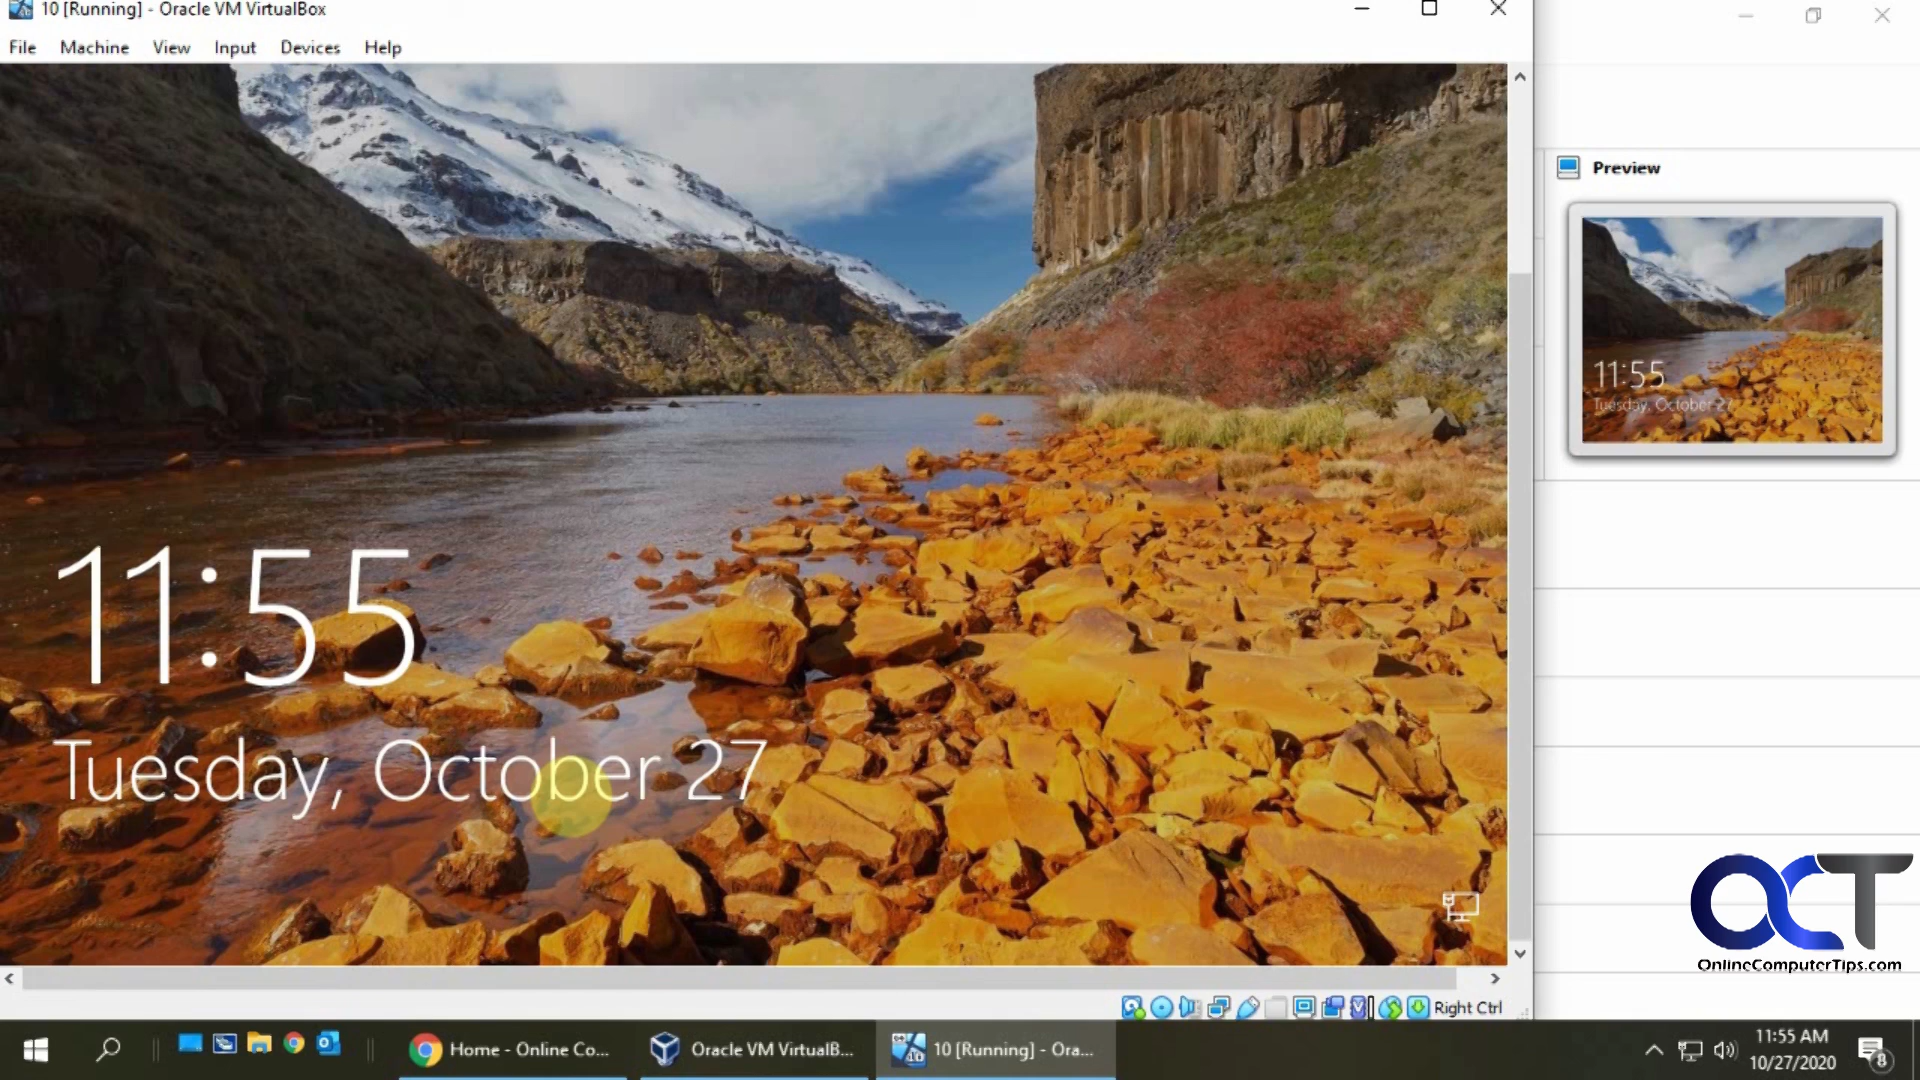 10 [Running] - Oracle VM VirtualBox
File Machine View Input Devices Help
Preview
11:55
Tuesday, October 27
11:55
Tuesday, October 27
OCT
OnlineComputerTips.com
Right Ctrl
Home - Online Co...
Oracle VM VirtualB...
10 [Running] - Ora...
11:55 AM
10/27/2020
8